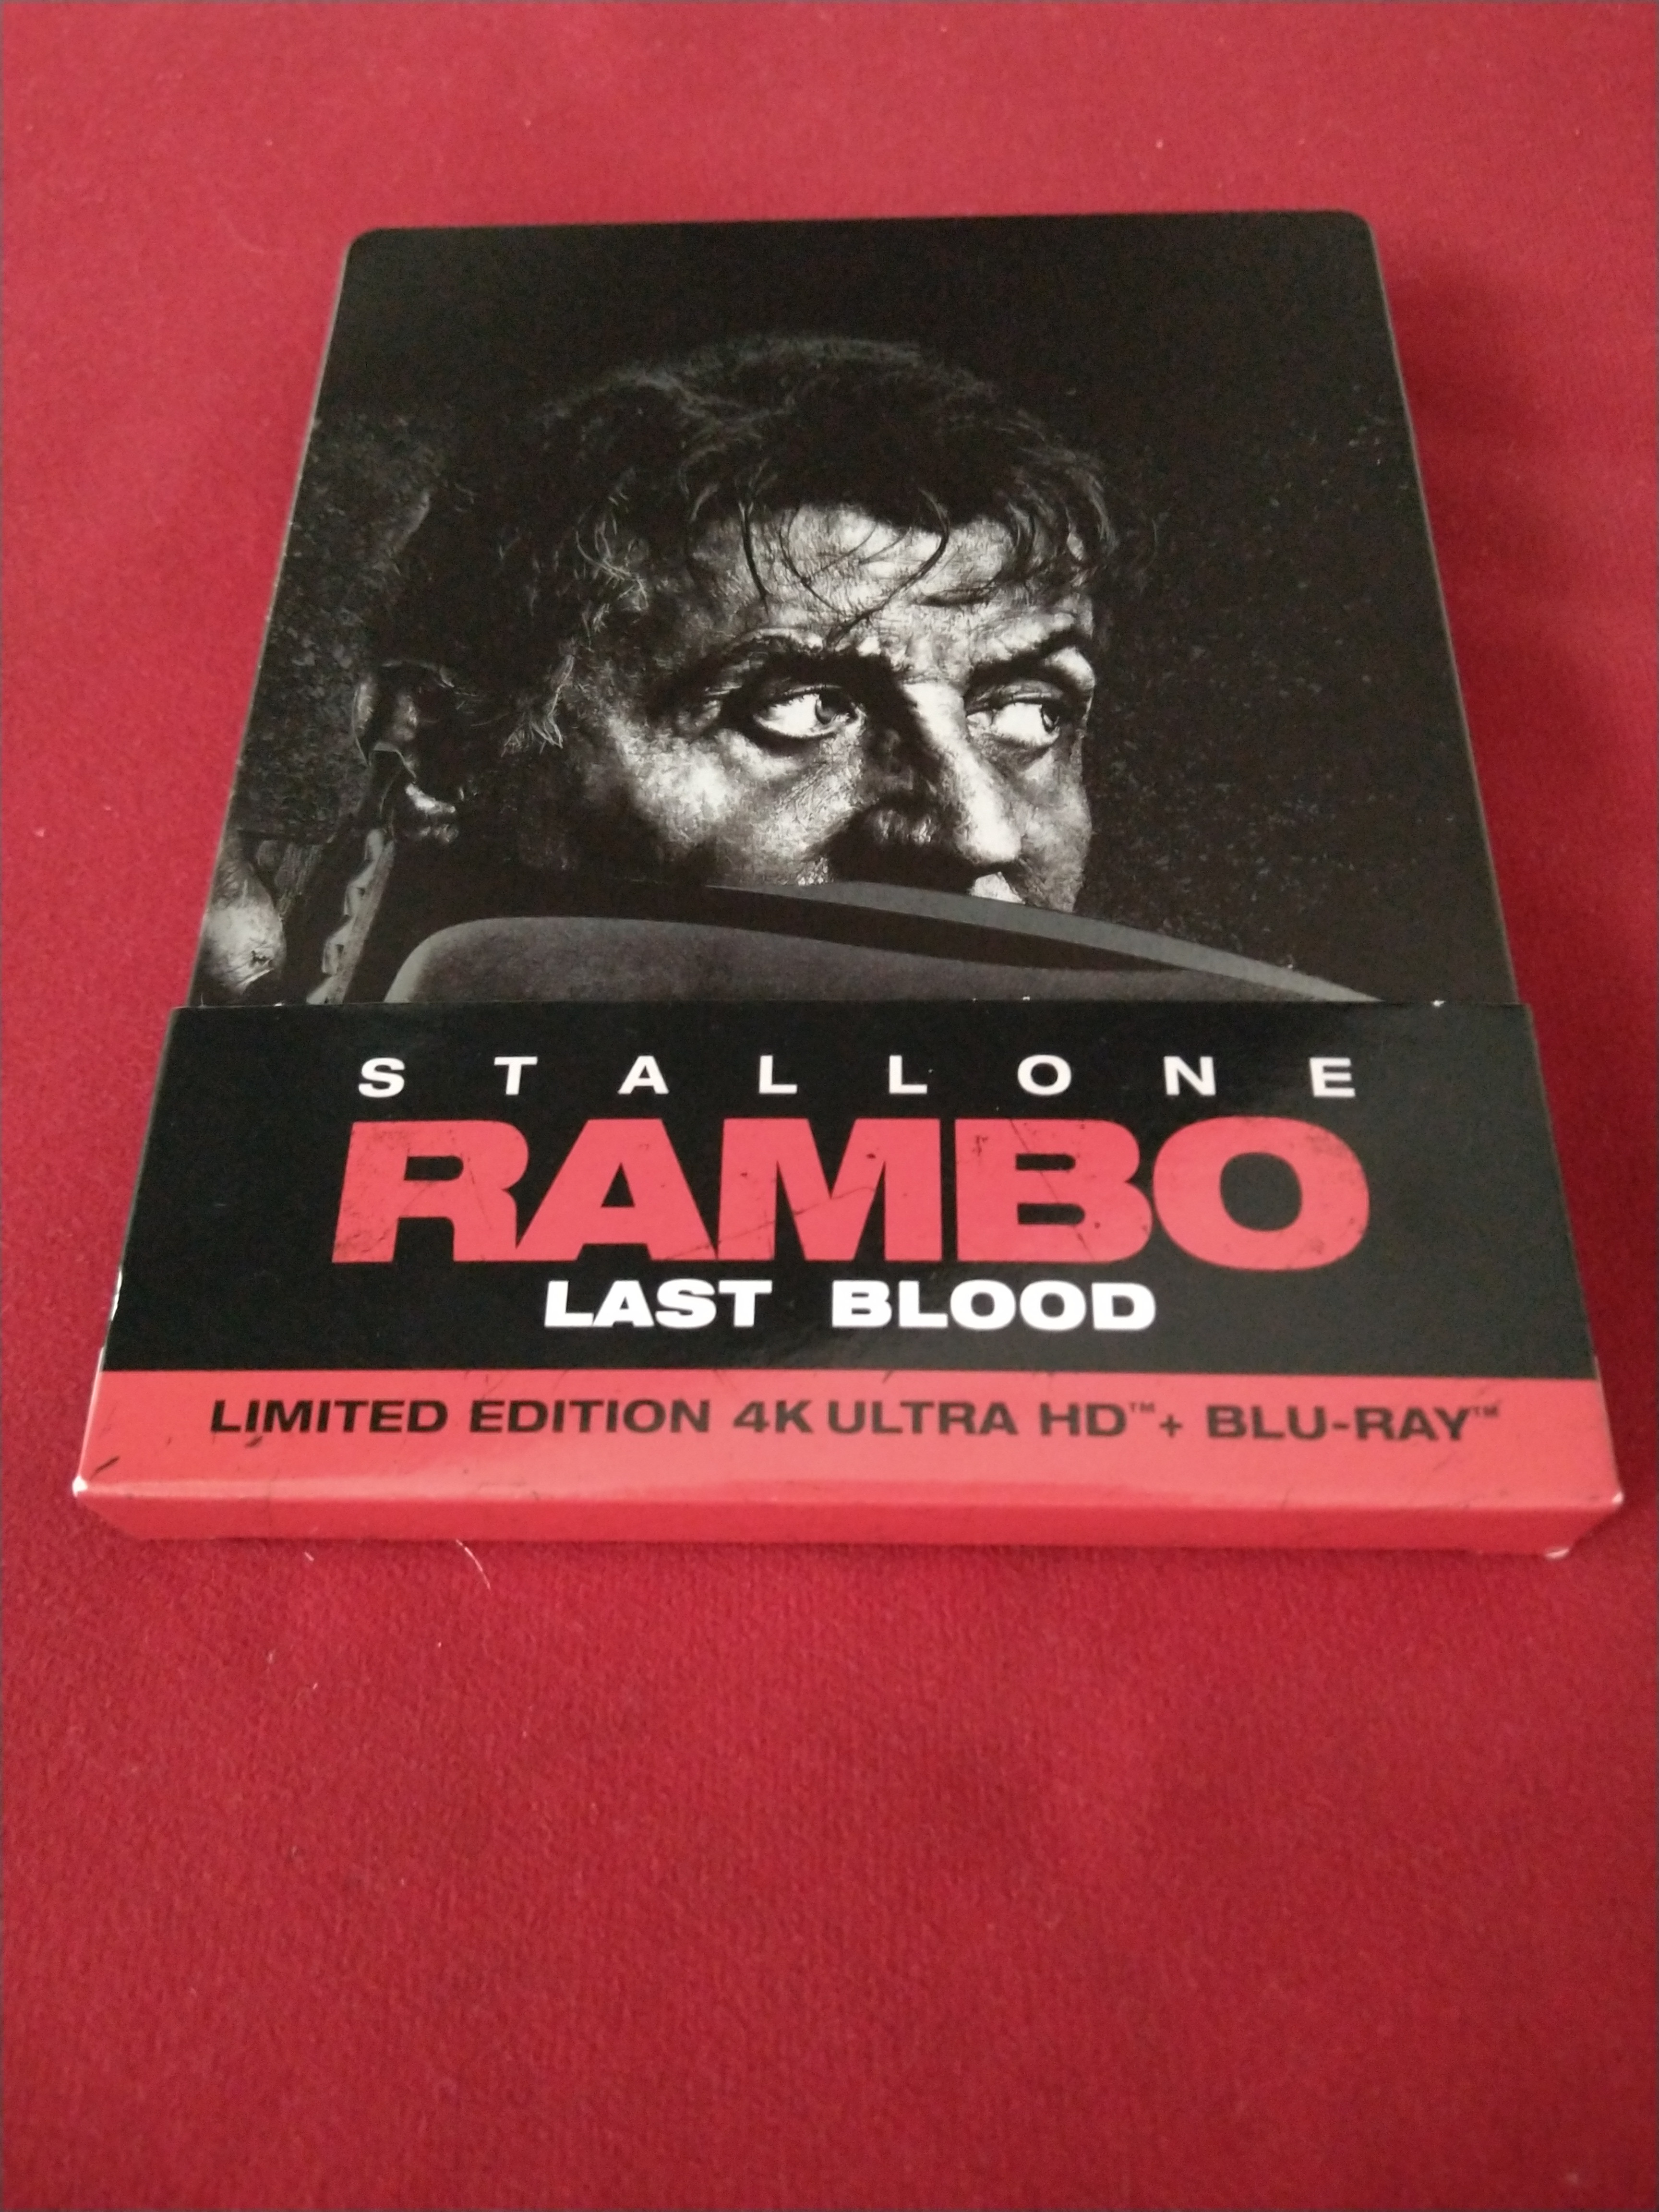 STALLONE
RAMBO
LAST BLOOD
LIMITED EDITION 4K ULTRA HD™ + BLU-RAY™